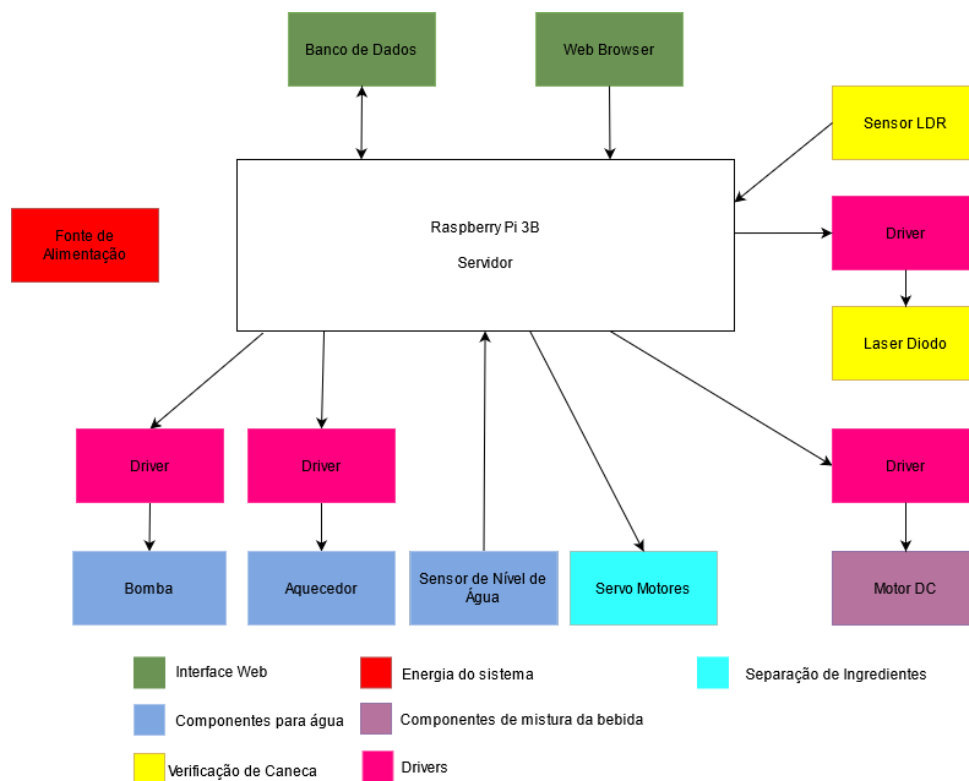 Banco de Dados
Web Browser
Sensor LDR
Fonte de
Alimentação
Raspberry Pi 3B
Servidor
Driver
Laser Diodo
Driver
Driver
Driver
Bomba
Aquecedor
Sensor de Nível de
Água
Servo Motores
Motor DC
Interface Web
Energia do sistema
Separação de Ingredientes
Componentes para água
Componentes de mistura da bebida
Verificação de Caneca
Drivers